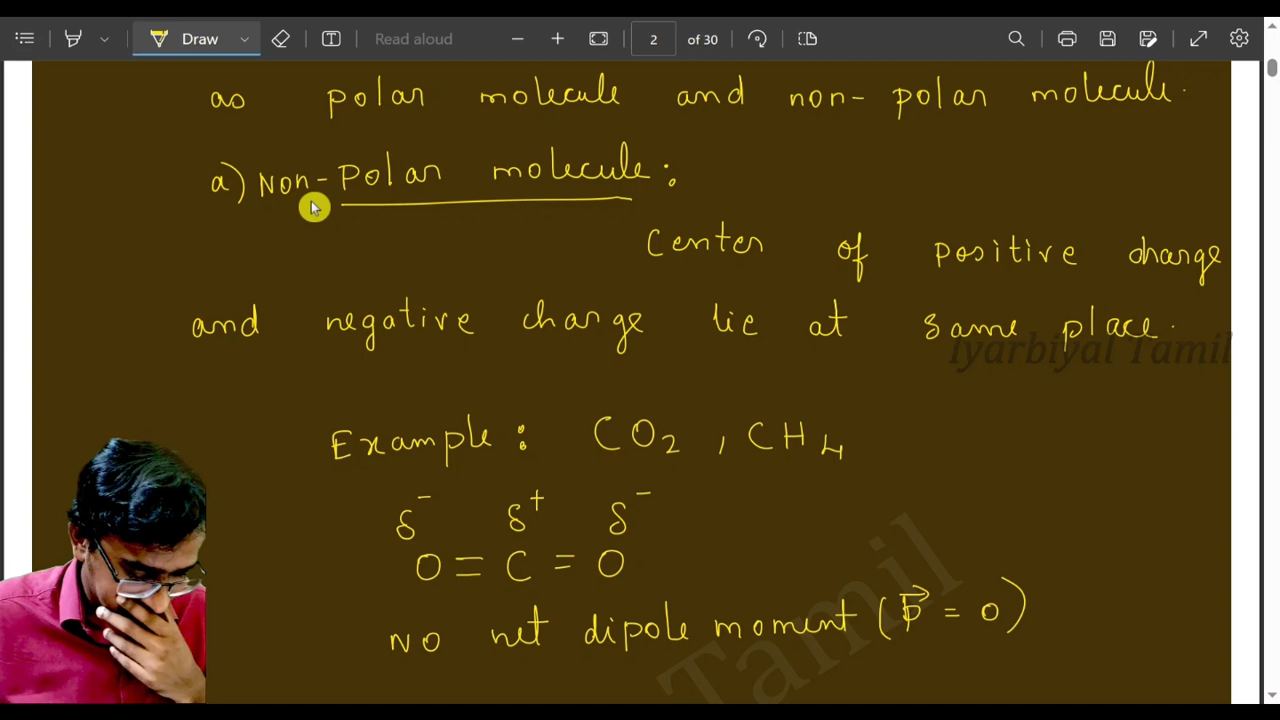 Draw
Read aloud
2 of 30
as polar molecule and non-polar molecule.
a) Non-Polar molecule:
Center of positive charge
and negative charge lie at same place.
Iyarbiyal Tamil
Example: CO₂, CH₄
δ⁻ δ⁺ δ⁻
O=C=O
No net dipole moment (P⃗ = 0)
Tamil